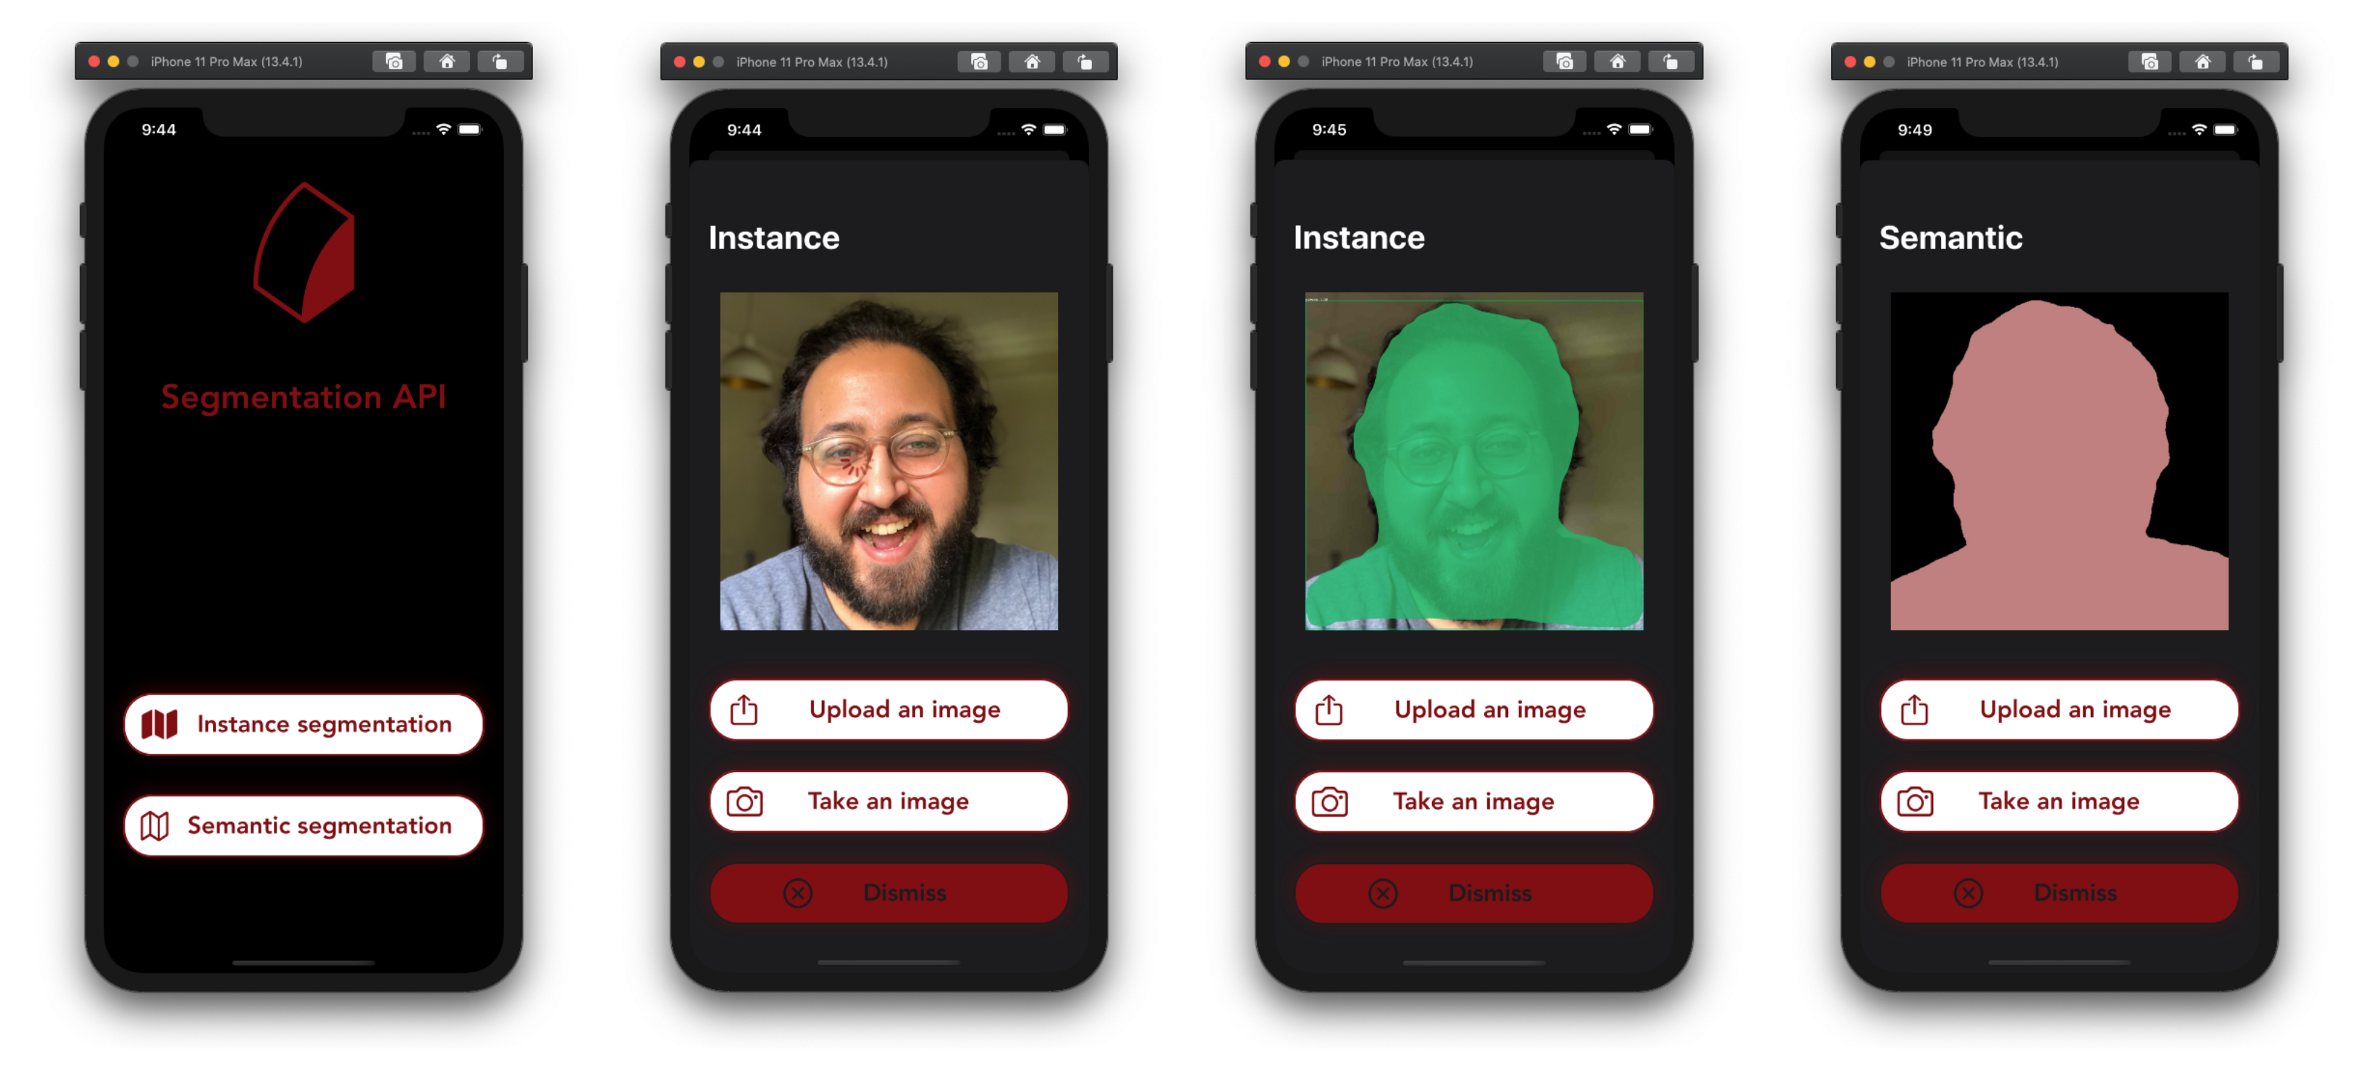 iPhone 11 Pro Max (13.4.1)
9:44
Segmentation API
Instance segmentation
Semantic segmentation
iPhone 11 Pro Max (13.4.1)
9:44
Instance
Upload an image
Take an image
Dismiss
iPhone 11 Pro Max (13.4.1)
9:45
Instance
Upload an image
Take an image
Dismiss
iPhone 11 Pro Max (13.4.1)
9:49
Semantic
Upload an image
Take an image
Dismiss